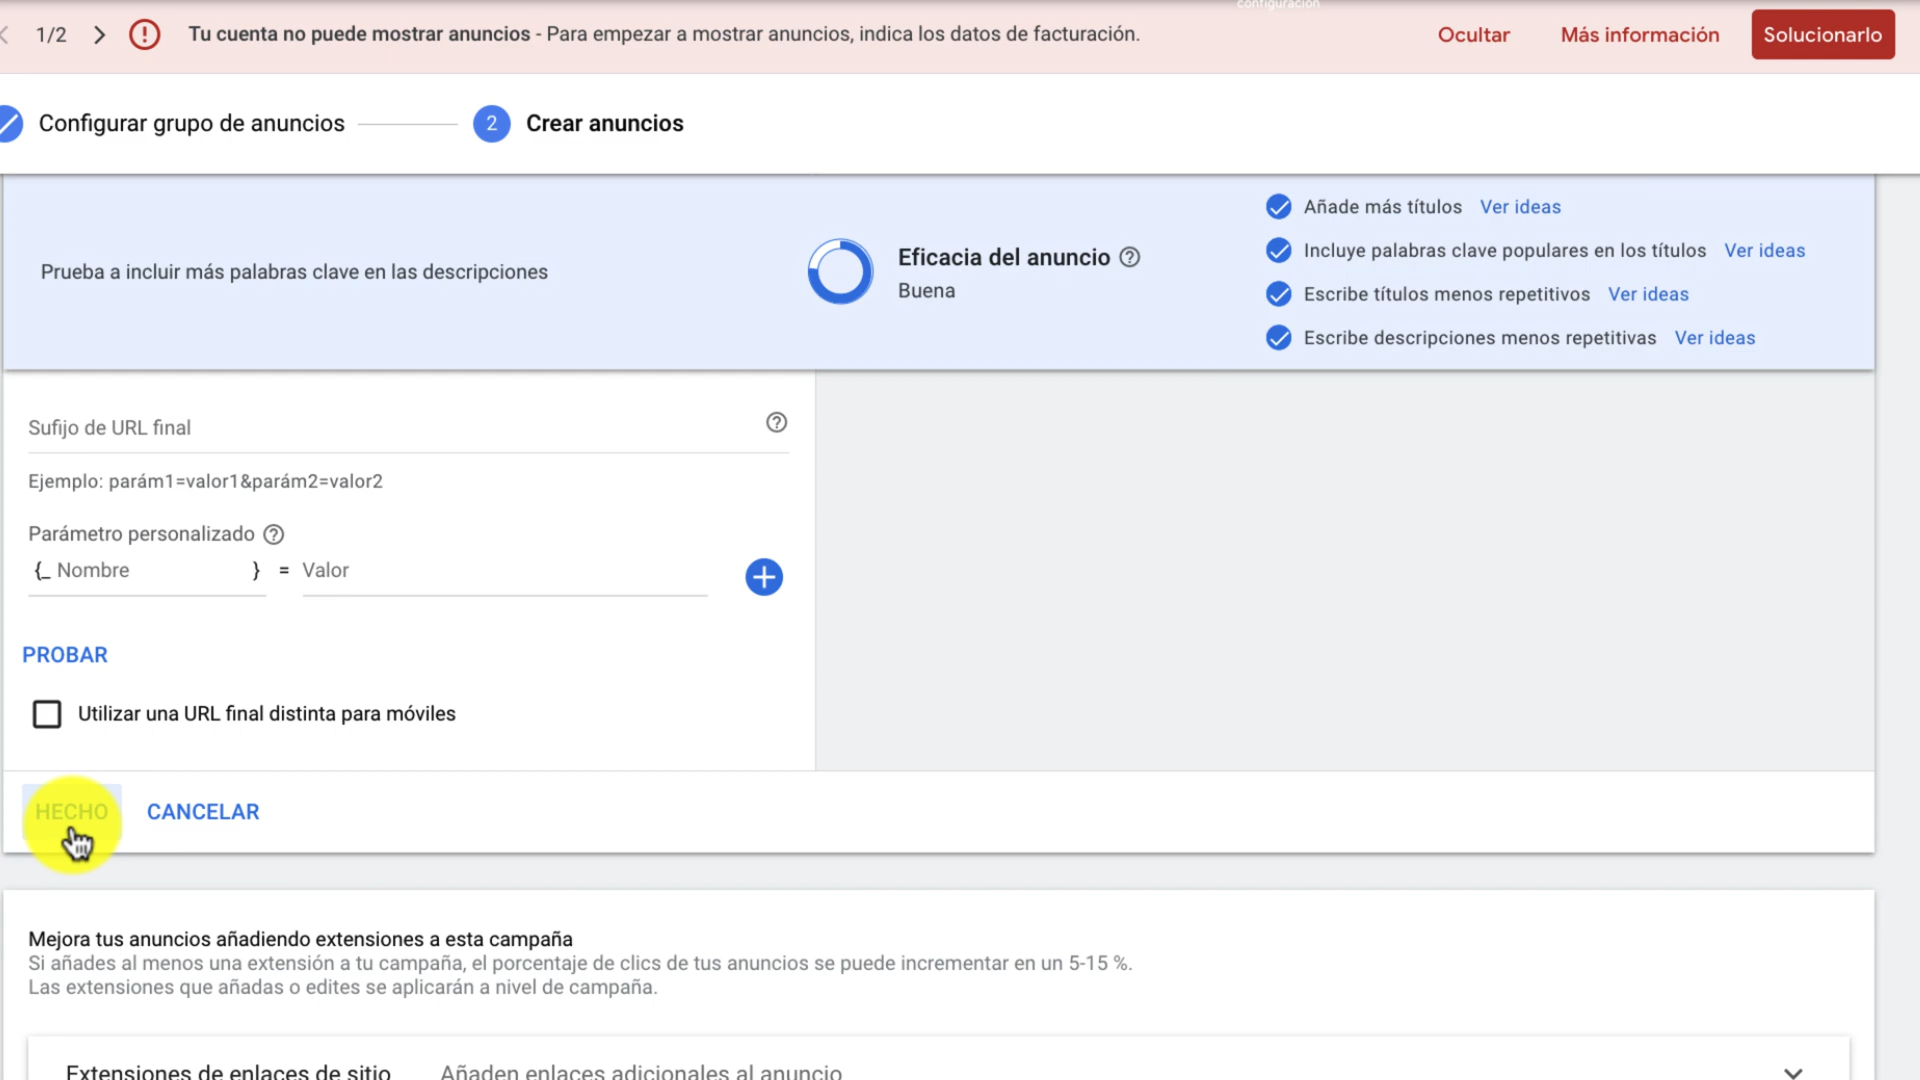 configuración
1/2 Tu cuenta no puede mostrar anuncios - Para empezar a mostrar anuncios, indica los datos de facturación. Ocultar Más información Solucionarlo
Configurar grupo de anuncios 2 Crear anuncios
Prueba a incluir más palabras clave en las descripciones
Eficacia del anuncio
Buena
Añade más títulos Ver ideas
Incluye palabras clave populares en los títulos Ver ideas
Escribe títulos menos repetitivos Ver ideas
Escribe descripciones menos repetitivas Ver ideas
Sufijo de URL final
Ejemplo: parám1=valor1&parám2=valor2
Parámetro personalizado
{_ Nombre } = Valor
PROBAR
Utilizar una URL final distinta para móviles
HECHO CANCELAR
Mejora tus anuncios añadiendo extensiones a esta campaña
Si añades al menos una extensión a tu campaña, el porcentaje de clics de tus anuncios se puede incrementar en un 5-15 %.
Las extensiones que añadas o edites se aplicarán a nivel de campaña.
Extensiones de enlaces de sitio Añaden enlaces adicionales al anuncio